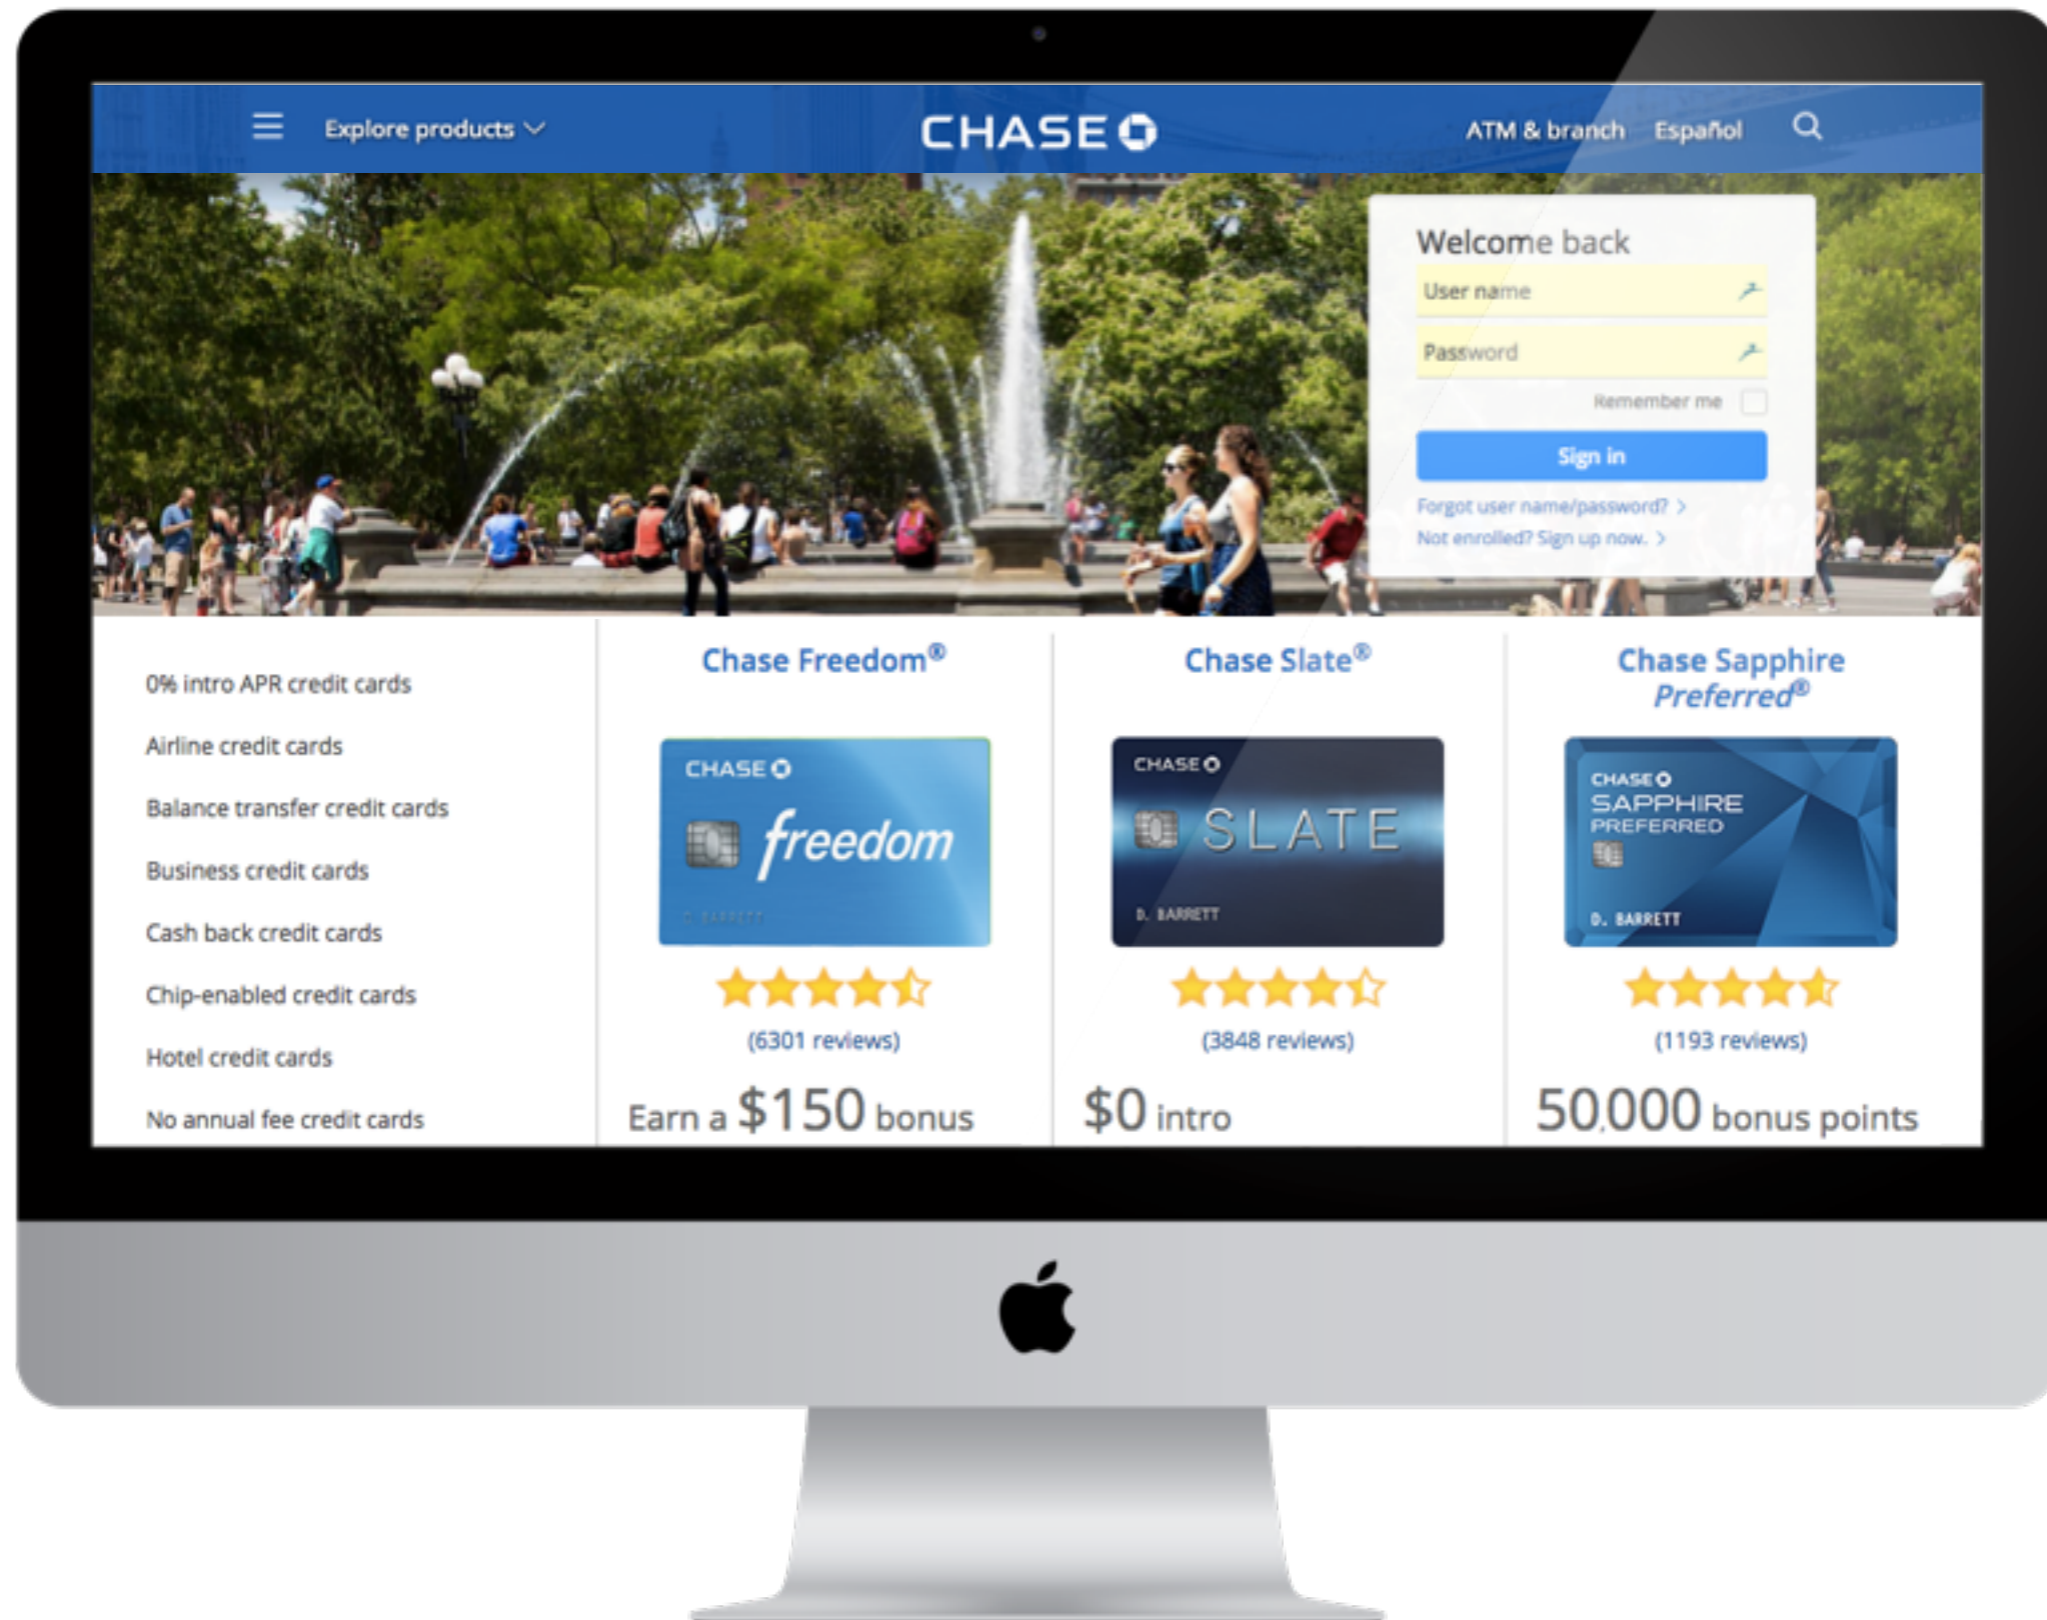 Explore products
CHASE
ATM & branch
Español
Welcome back
User name
Password
Remember me
Sign in
Forgot user name/password? >
Not enrolled? Sign up now. >
0% intro APR credit cards
Airline credit cards
Balance transfer credit cards
Business credit cards
Cash back credit cards
Chip-enabled credit cards
Hotel credit cards
No annual fee credit cards
Chase Freedom®
CHASE
freedom
D. BARRETT
(6301 reviews)
Earn a $150 bonus
Chase Slate®
CHASE
SLATE
D. BARRETT
(3848 reviews)
$0 intro
Chase Sapphire
Preferred®
CHASE
SAPPHIRE
PREFERRED
D. BARRETT
(1193 reviews)
50,000 bonus points